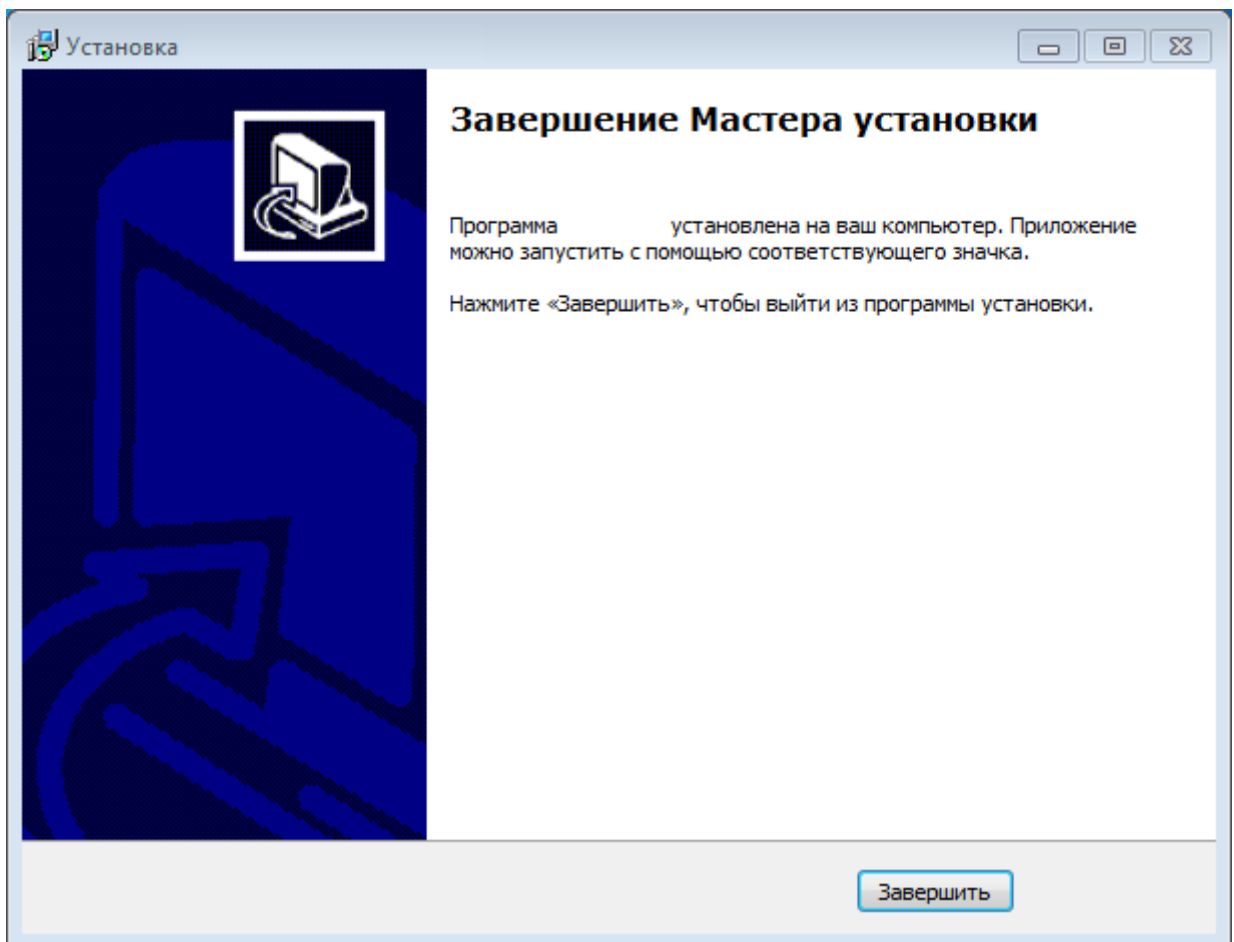 Установка
Завершение Мастера установки
Программа установлена на ваш компьютер. Приложение
можно запустить с помощью соответствующего значка.
Нажмите «Завершить», чтобы выйти из программы установки.
Завершить